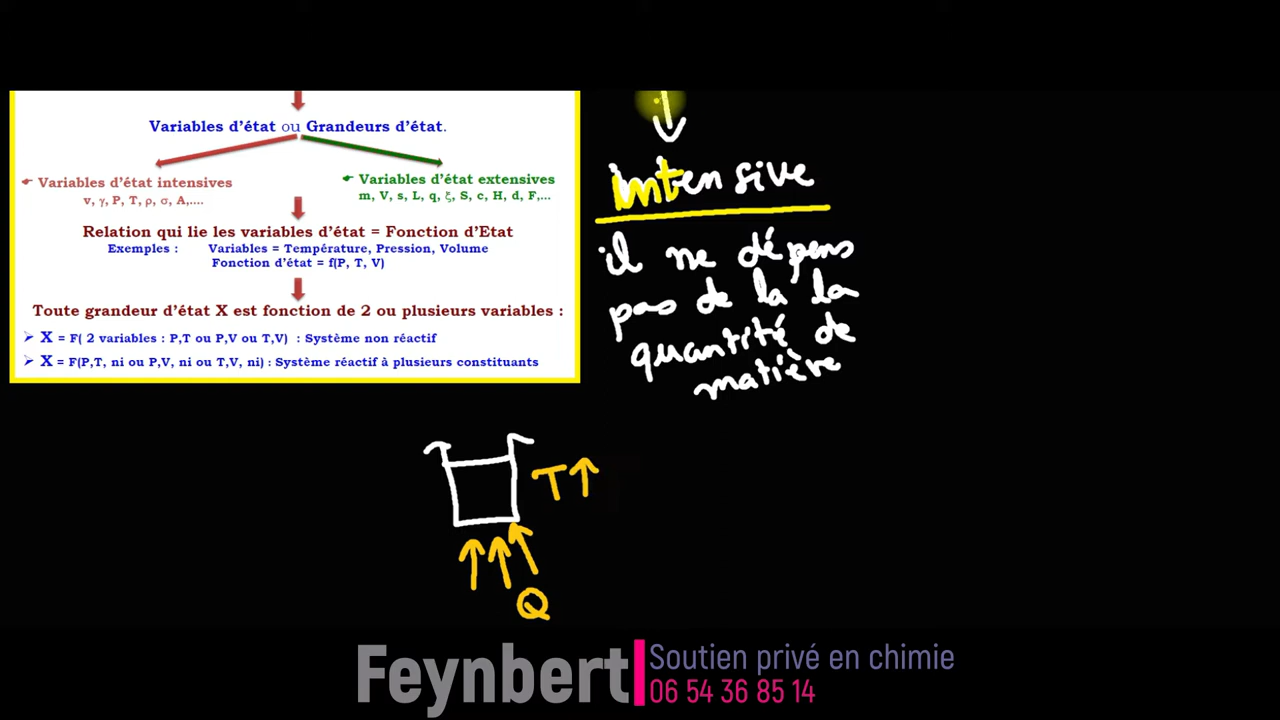 Variables d'état ou Grandeurs d'état.
☛ Variables d'état intensives
v, γ, P, T, ρ, σ, A,....
☛ Variables d'état extensives
m, V, s, L, q, ξ, S, c, H, d, F,...
Relation qui lie les variables d'état = Fonction d'Etat
Exemples : Variables = Température, Pression, Volume
Fonction d'état = f(P, T, V)
Toute grandeur d'état X est fonction de 2 ou plusieurs variables :
➢ X = F( 2 variables : P,T ou P,V ou T,V) : Système non réactif
➢ X = F(P,T, ni ou P,V, ni ou T,V, ni) : Système réactif à plusieurs constituants
intensive
il ne dépens
pas de la la
quantité de
matière
T↑
Q
Feynbert
Soutien privé en chimie
06 54 36 85 14